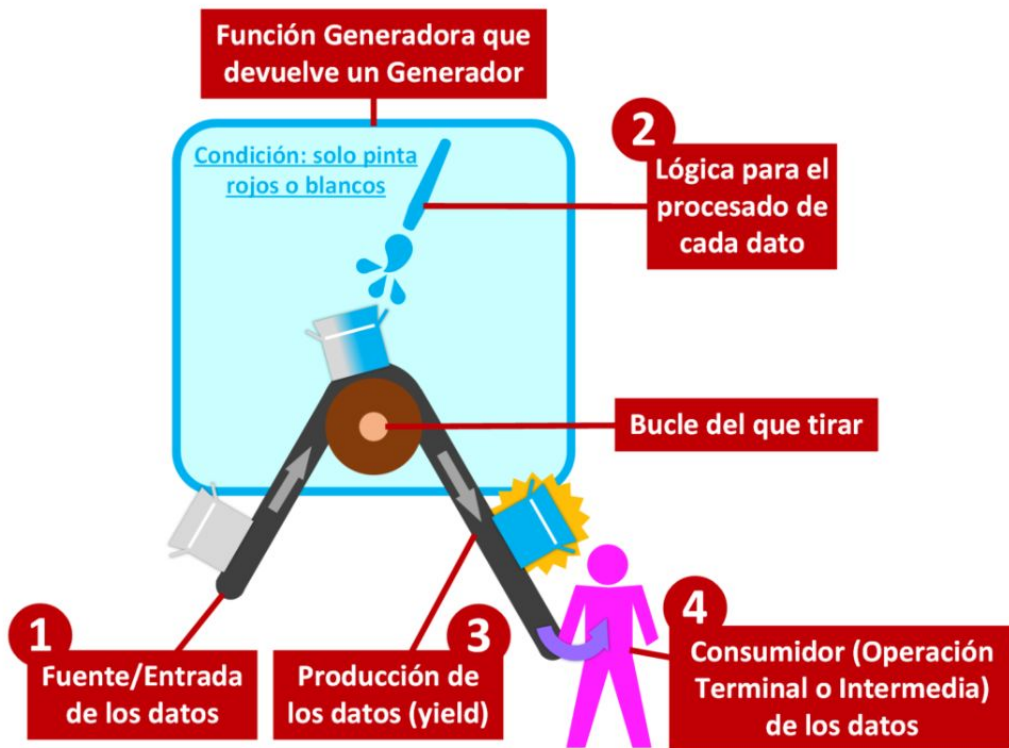 Función Generadora que
devuelve un Generador
Condición: solo pinta
rojos o blancos
2
Lógica para el
procesado de
cada dato
Bucle del que tirar
1
Fuente/Entrada
de los datos
3
Producción de
los datos (yield)
4
Consumidor (Operación
Terminal o Intermedia)
de los datos